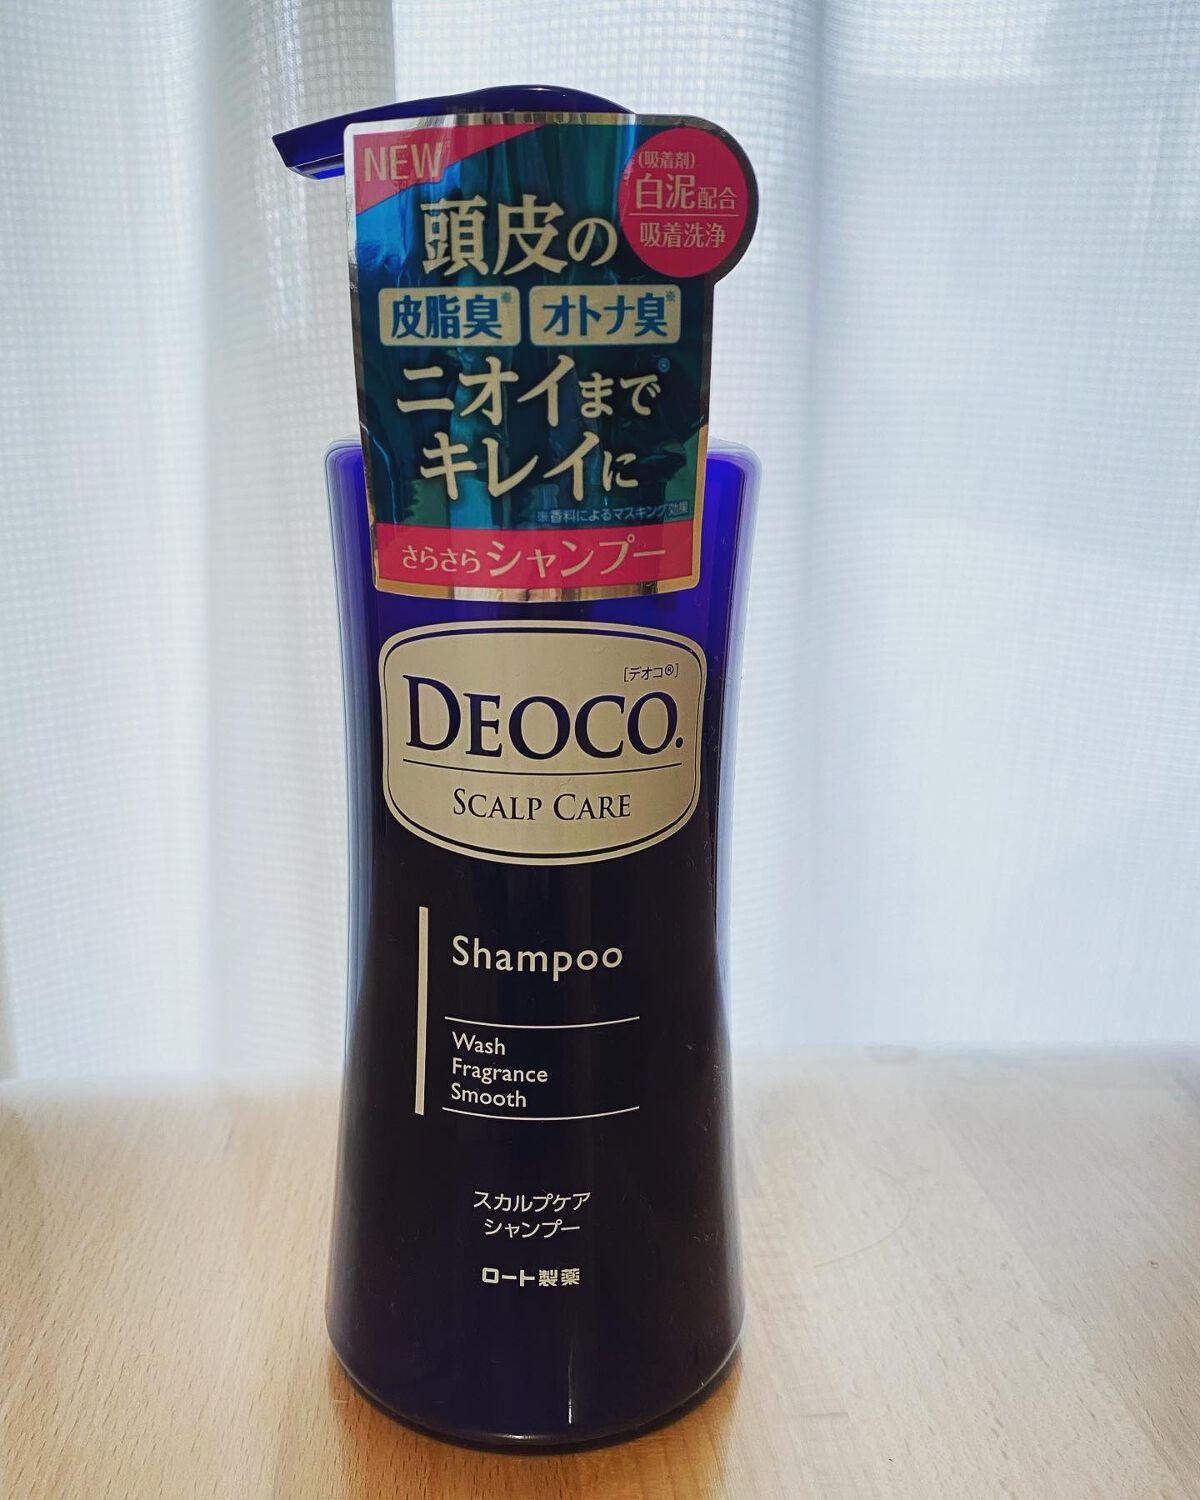 NEW
(吸着剤)
白泥配合
吸着洗浄
頭皮の
皮脂臭※ オトナ臭※
ニオイまで®
キレイに
※香料によるマスキング効果
さらさらシャンプー
[デオコ®]
DEOCO.
SCALP CARE
Shampoo
Wash
Fragrance
Smooth
スカルプケア
シャンプー
ロート製薬